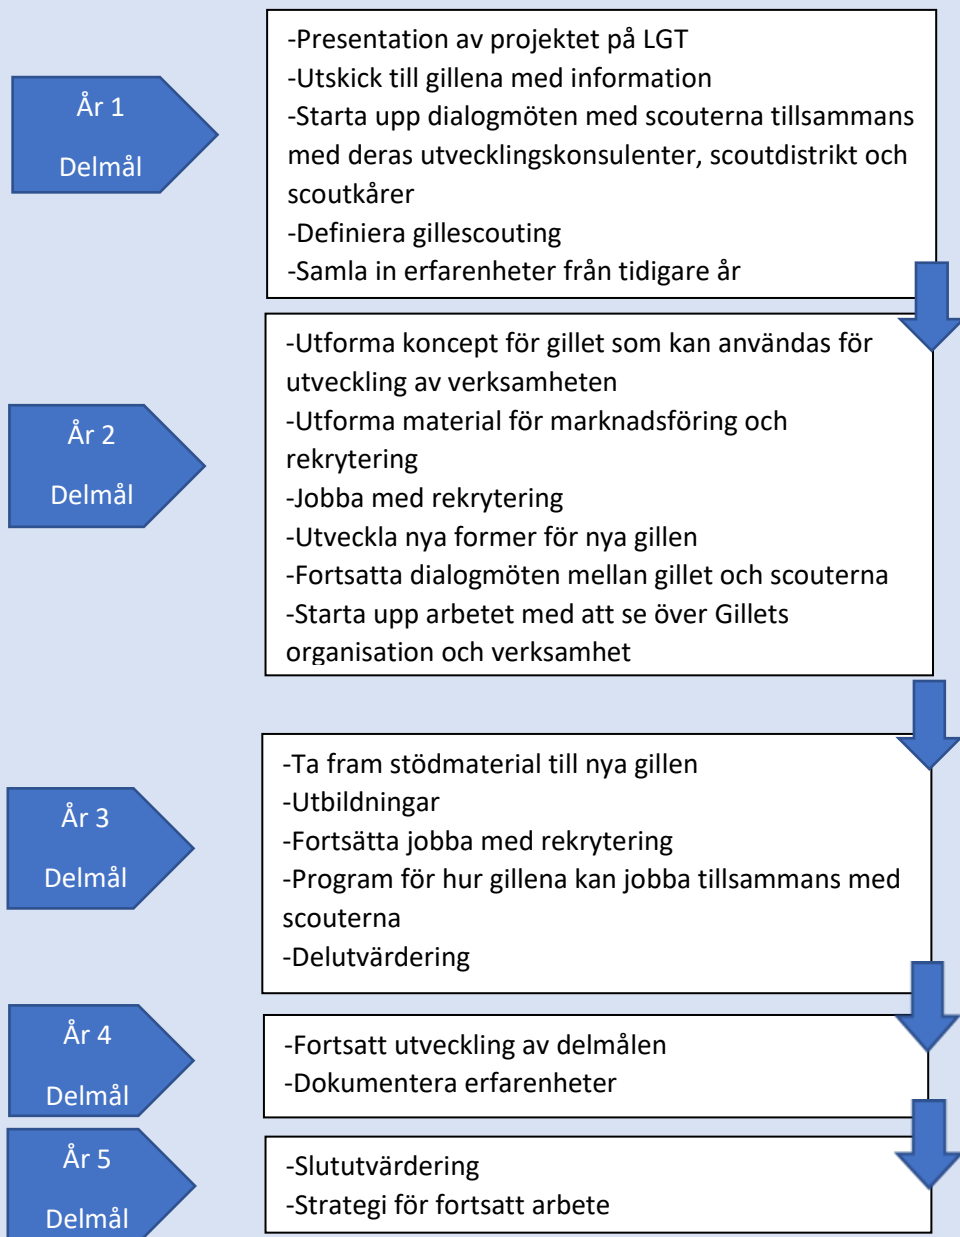 År 1
Delmål
-Presentation av projektet på LGT
-Utskick till gillena med information
-Starta upp dialogmöten med scouterna tillsammans
med deras utvecklingskonsulenter, scoutdistrikt och
scoutkårer
-Definiera gillescouting
-Samla in erfarenheter från tidigare år
År 2
Delmål
-Utforma koncept för gillet som kan användas för
utveckling av verksamheten
-Utforma material för marknadsföring och
rekrytering
-Jobba med rekrytering
-Utveckla nya former för nya gillen
-Fortsatta dialogmöten mellan gillet och scouterna
-Starta upp arbetet med att se över Gillets
organisation och verksamhet
År 3
Delmål
-Ta fram stödmaterial till nya gillen
-Utbildningar
-Fortsätta jobba med rekrytering
-Program för hur gillena kan jobba tillsammans med
scouterna
-Delutvärdering
År 4
Delmål
-Fortsatt utveckling av delmålen
-Dokumentera erfarenheter
År 5
Delmål
-Slututvärdering
-Strategi för fortsatt arbete